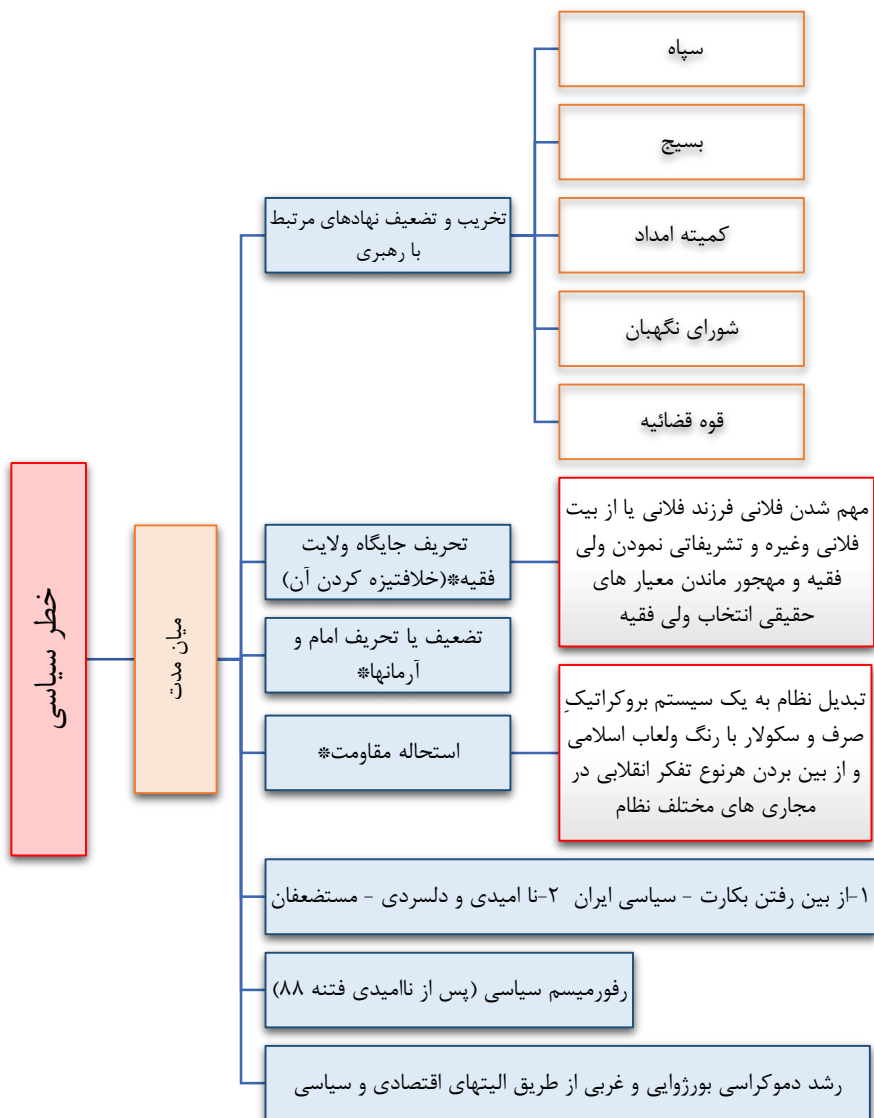 خطر سیاسی
میان مدت
تخریب و تضعیف نهادهای مرتبط
با رهبری
سپاه
بسیج
کمیته امداد
شورای نگهبان
قوه قضائیه
تحریف جایگاه ولایت
فقیه*(خلافتیزه کردن آن)
مهم شدن فلانی فرزند فلانی یا از بیت
فلانی وغیره و تشریفاتی نمودن ولی
فقیه و مهجور ماندن معیار های
حقیقی انتخاب ولی فقیه
تضعیف یا تحریف امام و
آرمانها*
استحاله مقاومت*
تبدیل نظام به یک سیستم بروکراتیکِ
صرف و سکولار با رنگ ولعاب اسلامی
و از بین بردن هرنوع تفکر انقلابی در
مجاری های مختلف نظام
۱-از بین رفتن بکارت - سیاسی ایران ۲-نا امیدی و دلسردی - مستضعفان
رفورمیسم سیاسی (پس از ناامیدی فتنه ۸۸)
رشد دموکراسی بورژوایی و غربی از طریق الیتهای اقتصادی و سیاسی